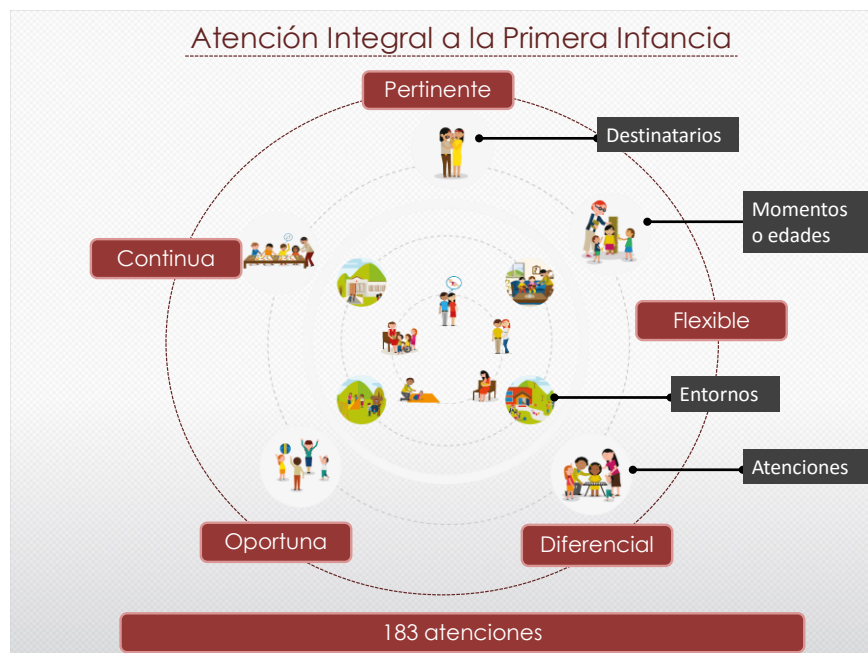 Atención Integral a la Primera Infancia
Pertinente
Destinatarios
Momentos
o edades
Continua
Flexible
Entornos
Atenciones
Oportuna
Diferencial
183 atenciones